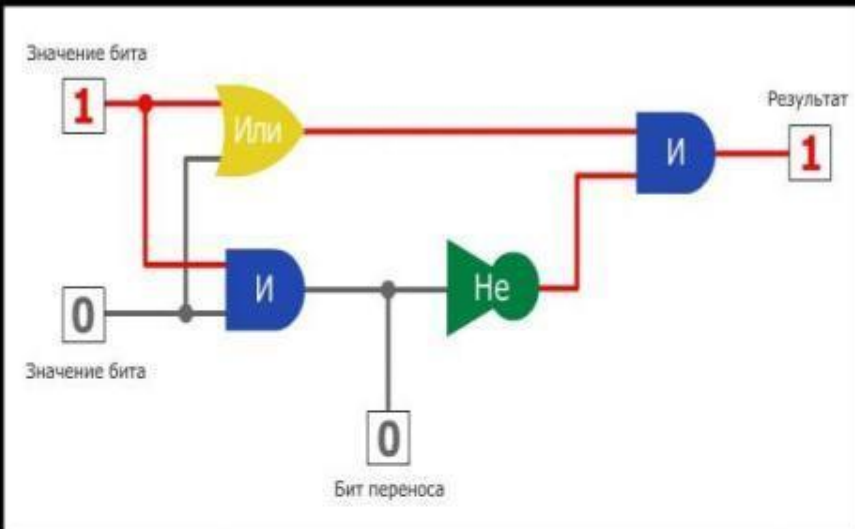 Значение бита
1
Или
И
Результат
1
И
Не
0
Значение бита
0
Бит переноса